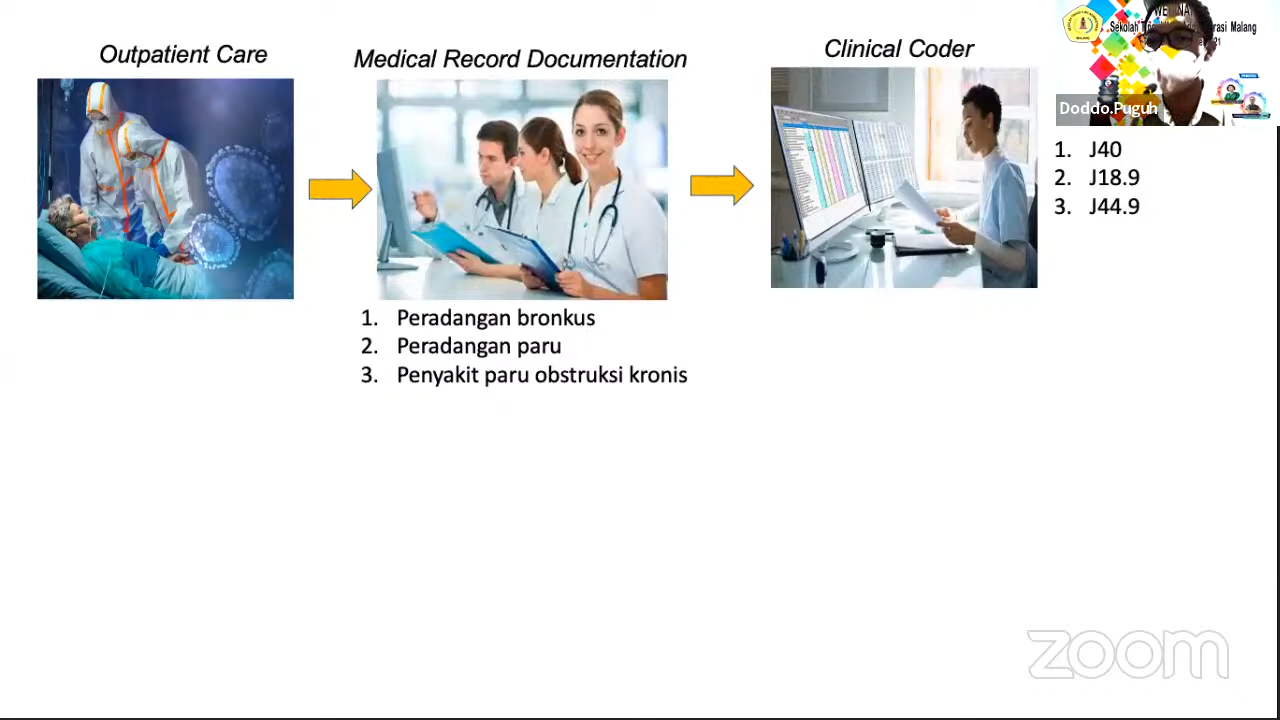 Outpatient Care
Medical Record Documentation
Clinical Coder
Doddo.Puguh
1. J40
2. J18.9
3. J44.9
1. Peradangan bronkus
2. Peradangan paru
3. Penyakit paru obstruksi kronis
zoom